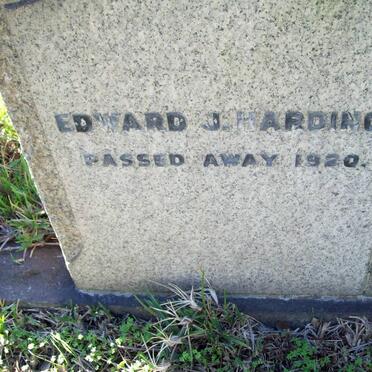 EDWARD J. HARDING
PASSED AWAY 1920.